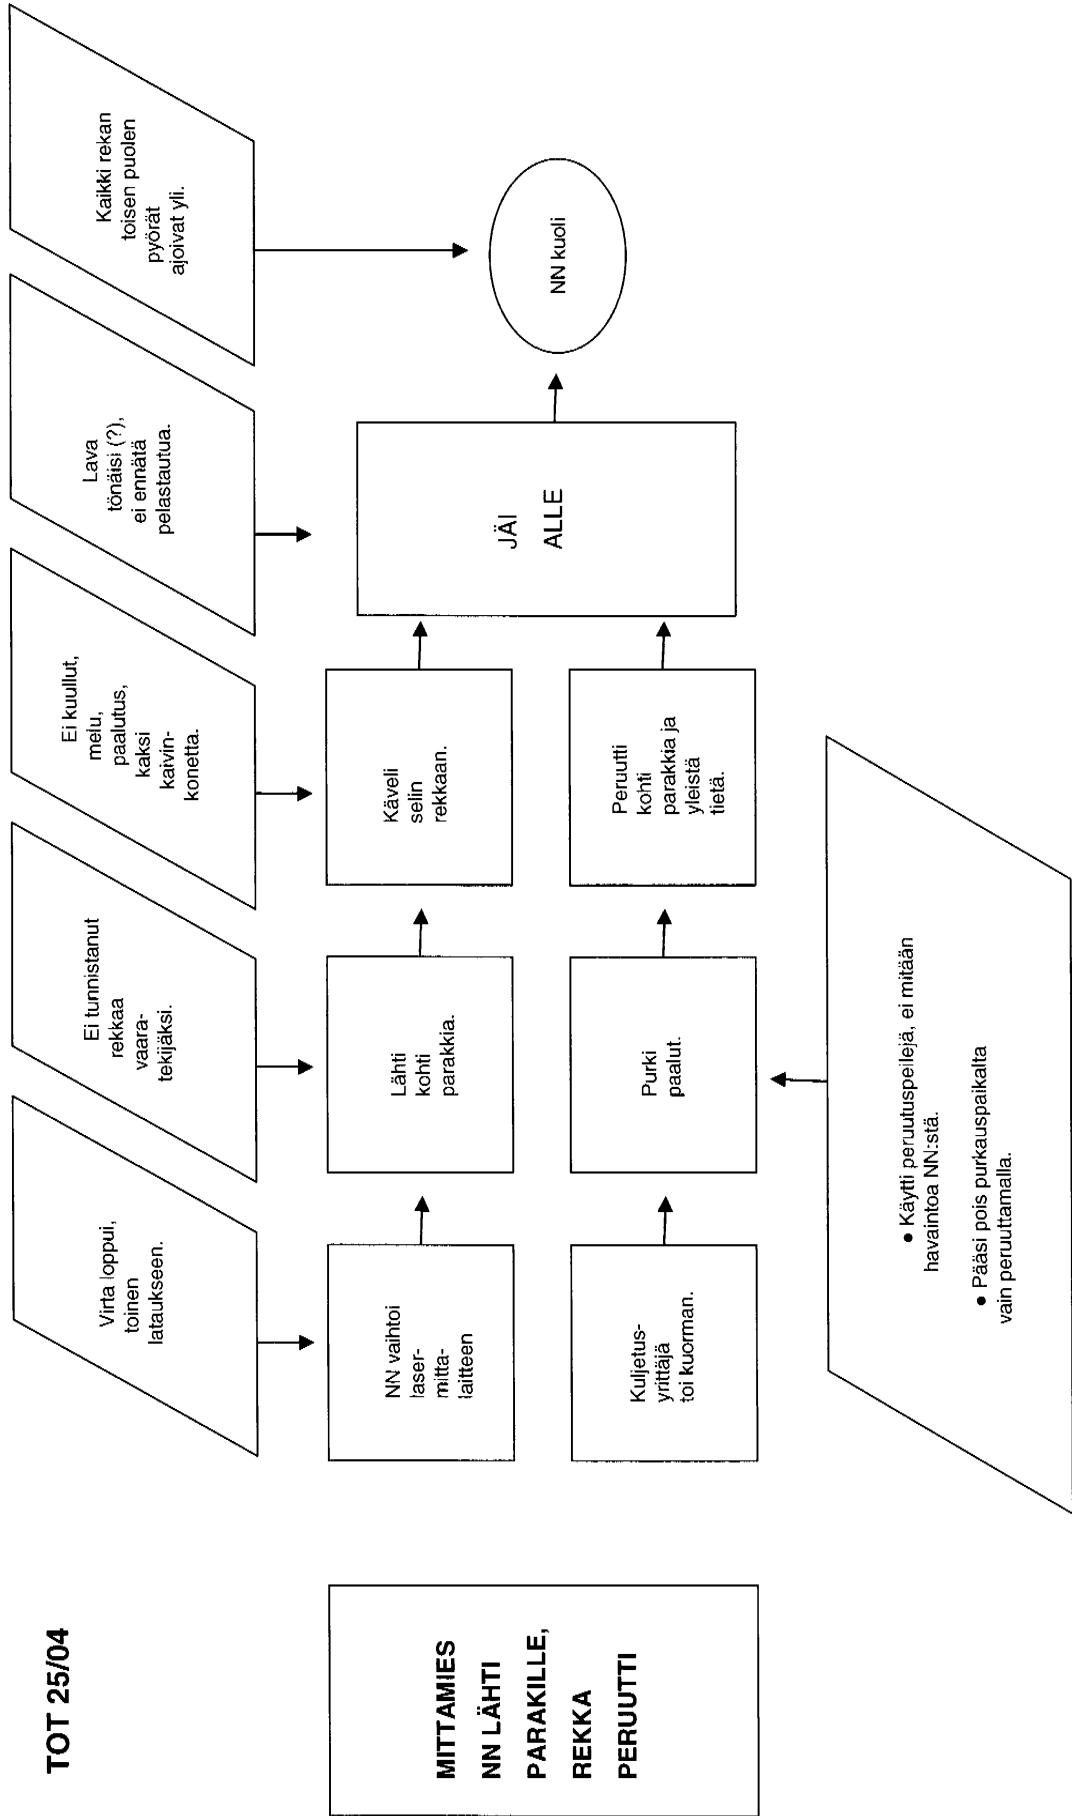 TOT 25/04
MITTAMIES
NN LÄHTI
PARAKILLE,
REKKA
PERUUTTI
Virta loppui,
toinen
lataukseen.
Ei tunnistanut
rekkaa
vaara-
tekijäksi.
Ei kuullut,
melu,
paalutus,
kaksi
kaivin-
konetta.
Lava
tönäisi (?),
ei ennätä
pelastautua.
Kaikki rekan
toisen puolen
pyörät
ajoivat yli.
NN vaihtoi
laser-
mitta-
laitteen
Lähti
kohti
parakkia.
Käveli
selin
rekkaan.
JÄI
ALLE
NN kuoli
Kuljetus-
yrittäjä
toi kuorman.
Purki
paalut.
Peruutti
kohti
parakkia ja
yleistä
tietä.
• Käytti peruutuspeilejä, ei mitään
havaintoa NN:stä.
• Pääsi pois purkauspaikalta
vain peruuttamalla.